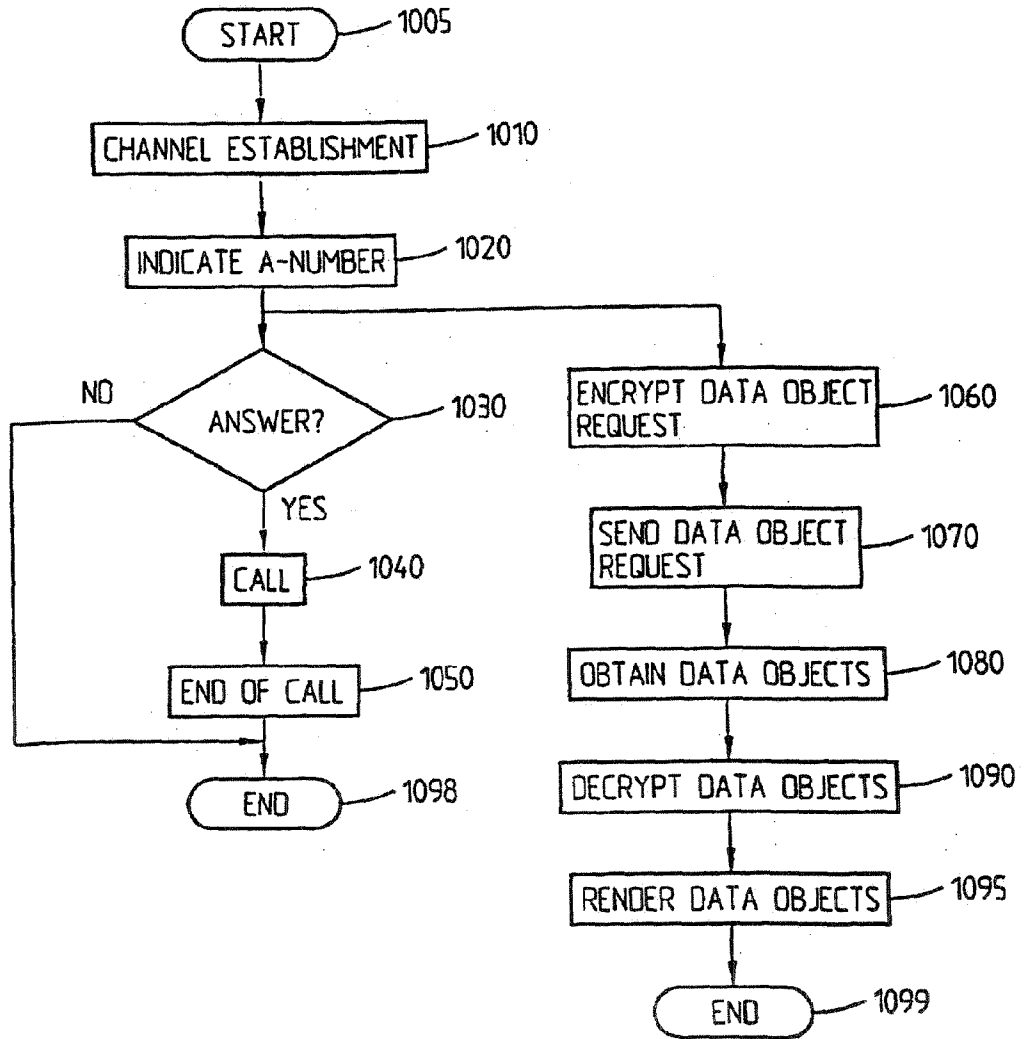 START
1005
CHANNEL ESTABLISHMENT
1010
INDICATE A-NUMBER
1020
NO
ANSWER?
1030
YES
CALL
1040
END OF CALL
1050
END
1098
ENCRYPT DATA OBJECT
REQUEST
1060
SEND DATA OBJECT
REQUEST
1070
OBTAIN DATA OBJECTS
1080
DECRYPT DATA OBJECTS
1090
RENDER DATA OBJECTS
1095
END
1099